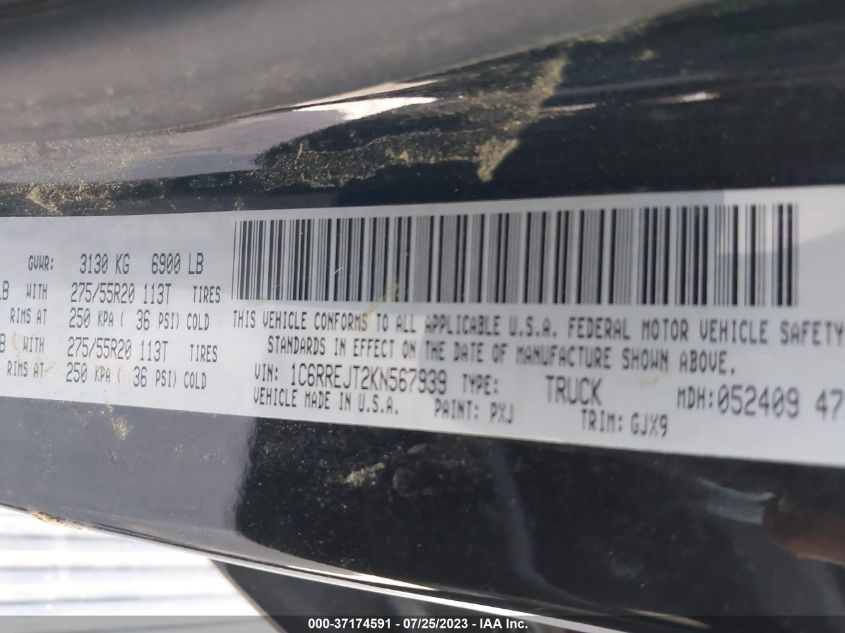 GVWR: 3130 KG 6900 LB
LB WITH 275/55R20 113T TIRES
RIMS AT 250 KPA ( 36 PSI) COLD
B WITH 275/55R20 113T TIRES
RIMS AT 250 KPA ( 36 PSI) COLD
THIS VEHICLE CONFORMS TO ALL APPLICABLE U.S.A. FEDERAL MOTOR VEHICLE SAFETY
STANDARDS IN EFFECT ON THE DATE OF MANUFACTURE SHOWN ABOVE.
VIN: 1C6RREJT2KN567939 TYPE: TRUCK MDH:052409 47
VEHICLE MADE IN U.S.A. PAINT: PXJ TRIM: GJX9
000-37174591 / 07/25/2023 - IAA Inc.